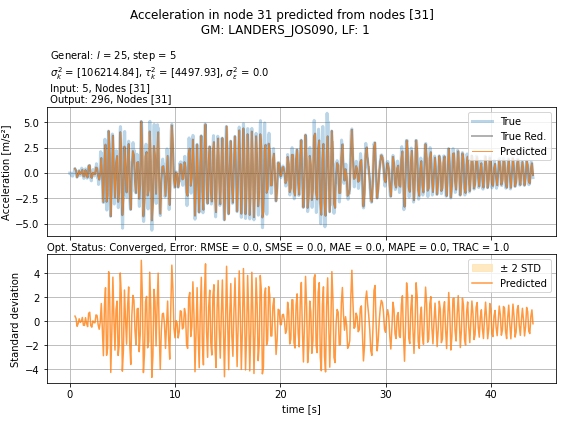 Acceleration in node 31 predicted from nodes [31]
GM: LANDERS_JOS090, LF: 1
General: l = 25, step = 5
σ²ₖ = [106214.84], τ²ₖ = [4497.93], σ²ε = 0.0
Input: 5, Nodes [31]
Output: 296, Nodes [31]
Acceleration [m/s²]
5.0
2.5
0.0
−2.5
−5.0
True
True Red.
Predicted
Opt. Status: Converged, Error: RMSE = 0.0, SMSE = 0.0, MAE = 0.0, MAPE = 0.0, TRAC = 1.0
Standard deviation
4
2
0
−2
−4
± 2 STD
Predicted
0 10 20 30 40
time [s]